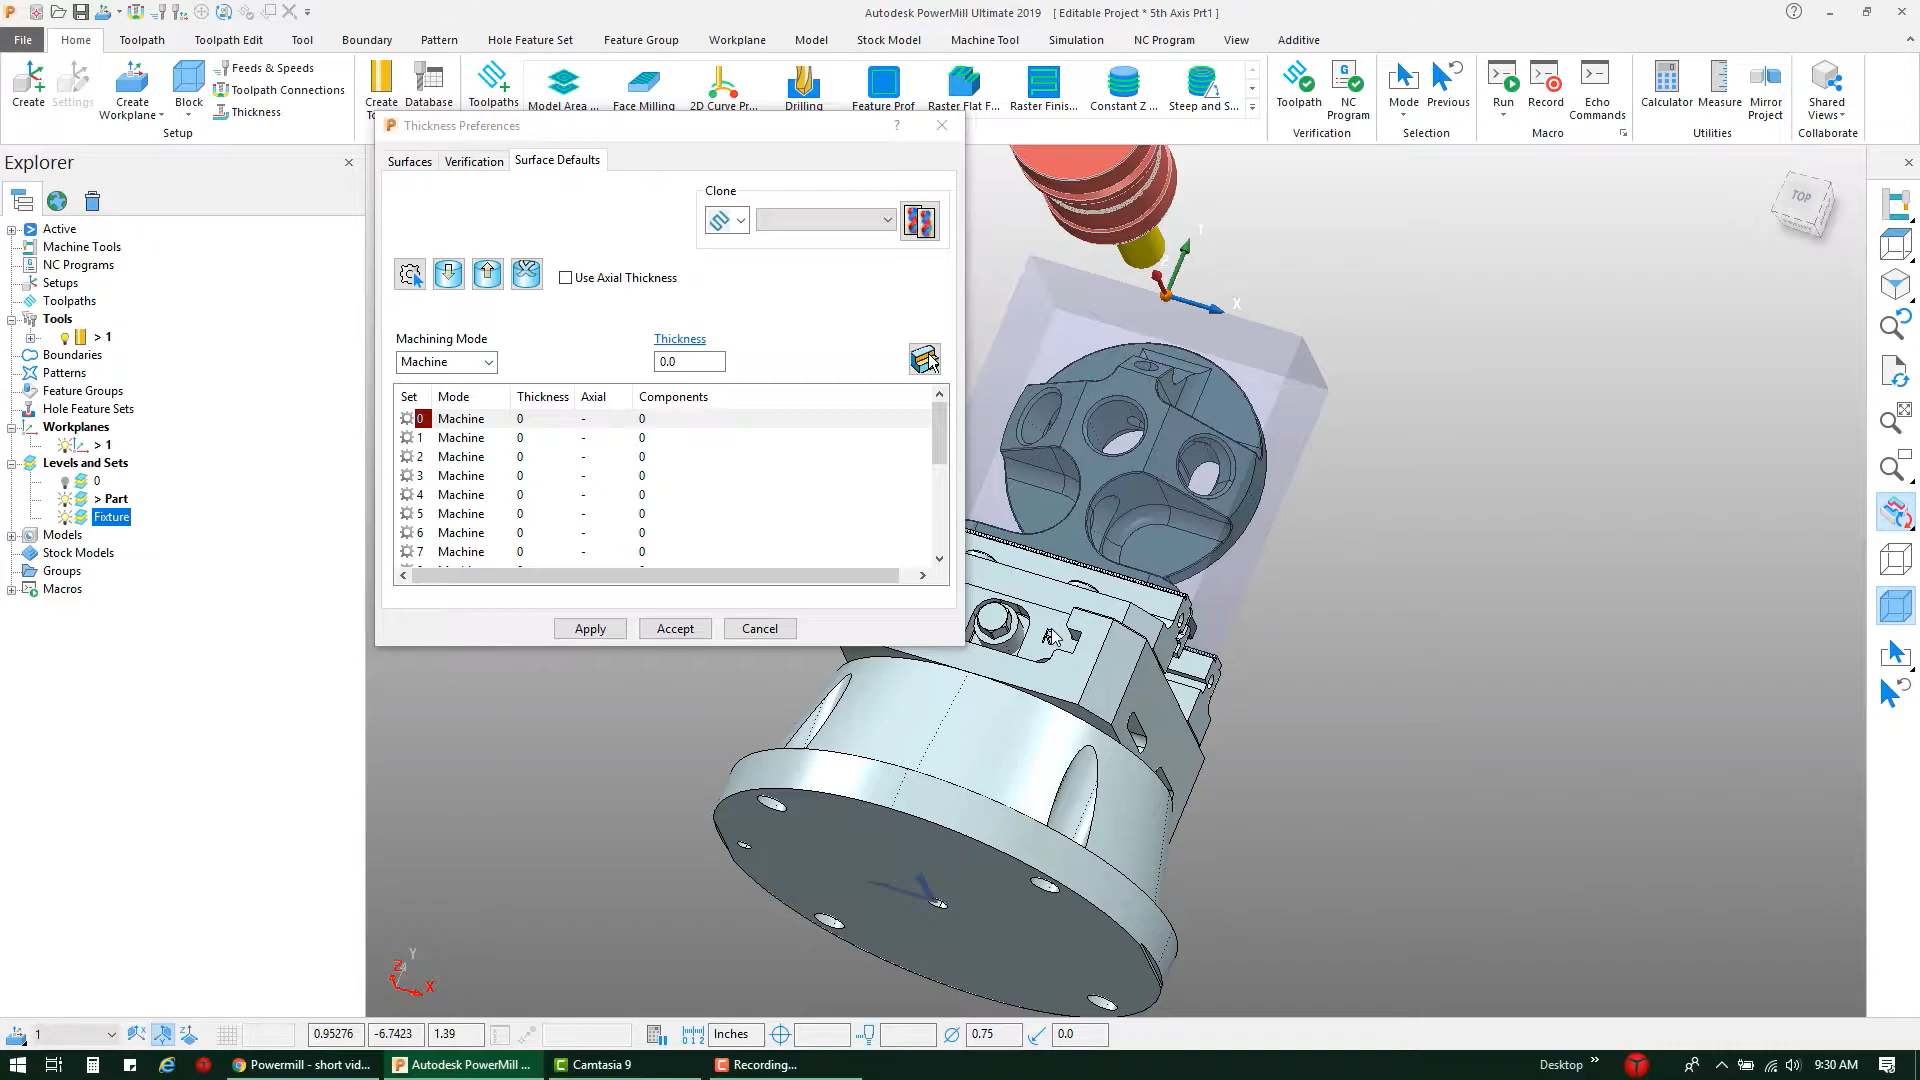 Autodesk PowerMill Ultimate 2019 [ Editable Project * 5th Axis Prt1 ]
File Home Toolpath Toolpath Edit Tool Boundary Pattern Hole Feature Set Feature Group Workplane Model Stock Model Machine Tool Simulation NC Program View Additive
Create
Settings
Create
Workplane
Block
Feeds & Speeds
Toolpath Connections
Thickness
Setup
Create
Database
Toolpaths
Model Area ...
Face Milling
2D Curve Pr...
Drilling
Feature Prof
Raster Flat F...
Raster Finis...
Constant Z ...
Steep and S...
Toolpath
NC
Program
Verification
Mode
Previous
Selection
Run
Record
Echo
Commands
Macro
Calculator
Measure
Mirror
Project
Utilities
Shared
Views
Collaborate
Explorer
Active
Machine Tools
NC Programs
Setups
Toolpaths
Tools
> 1
Boundaries
Patterns
Feature Groups
Hole Feature Sets
Workplanes
> 1
Levels and Sets
0
> Part
Fixture
Models
Stock Models
Groups
Macros
Thickness Preferences
Surfaces Verification Surface Defaults
Clone
Use Axial Thickness
Machining Mode Thickness
Machine 0.0
Set Mode Thickness Axial Components
0 Machine 0 - 0
1 Machine 0 - 0
2 Machine 0 - 0
3 Machine 0 - 0
4 Machine 0 - 0
5 Machine 0 - 0
6 Machine 0 - 0
7 Machine 0 - 0
Apply Accept Cancel
TOP
X
Y
Z
X
1 0.95276 -6.7423 1.39 Inches 0.75 0.0
Powermill - short vid... Autodesk PowerMill ... Camtasia 9 Recording... Desktop 9:30 AM